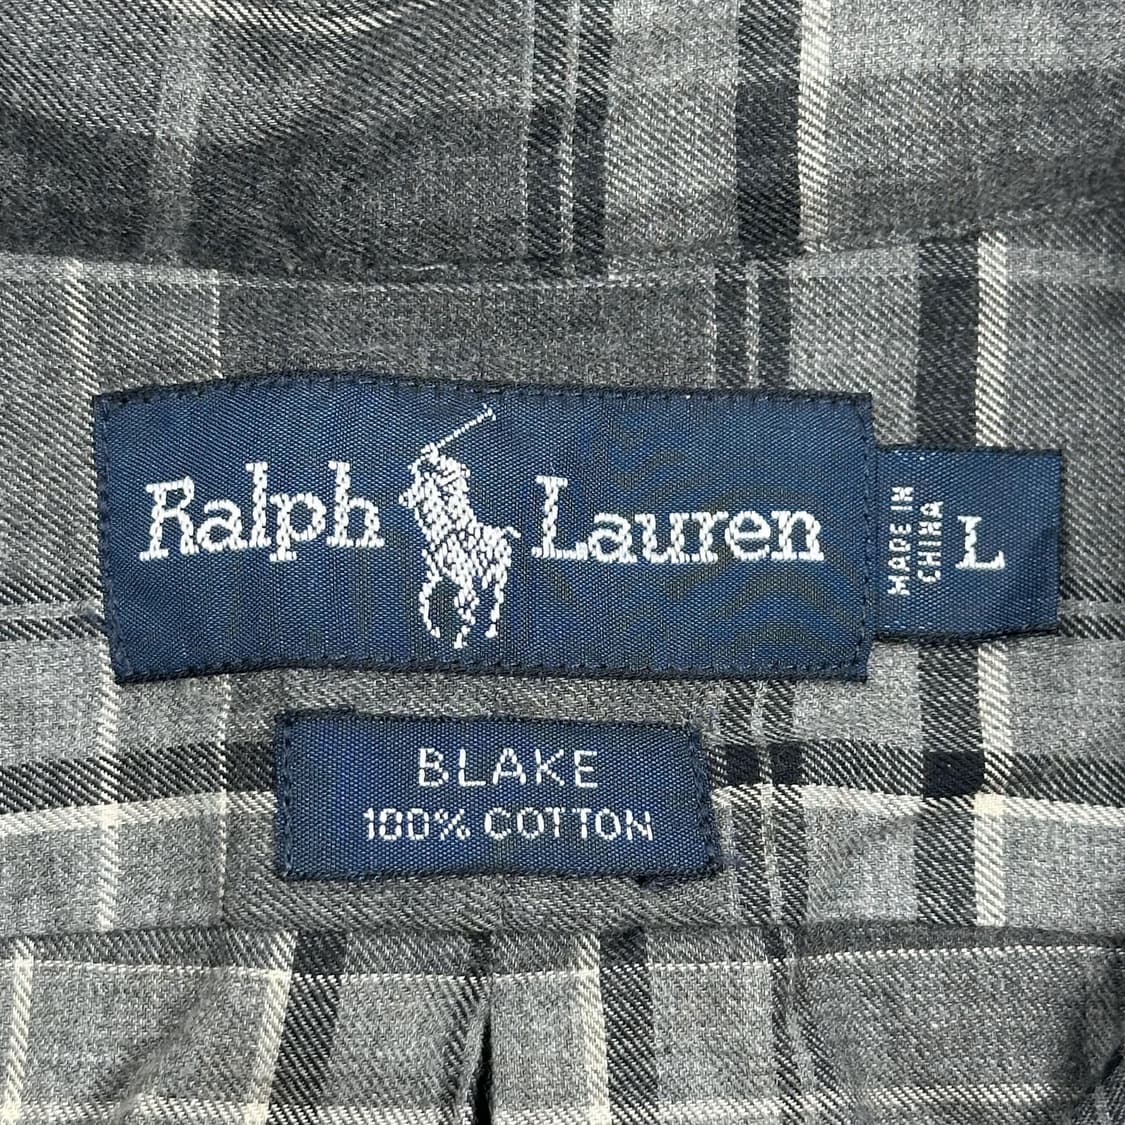 Ralph Lauren
MADE IN
CHINA
L
BLAKE
100% COTTON